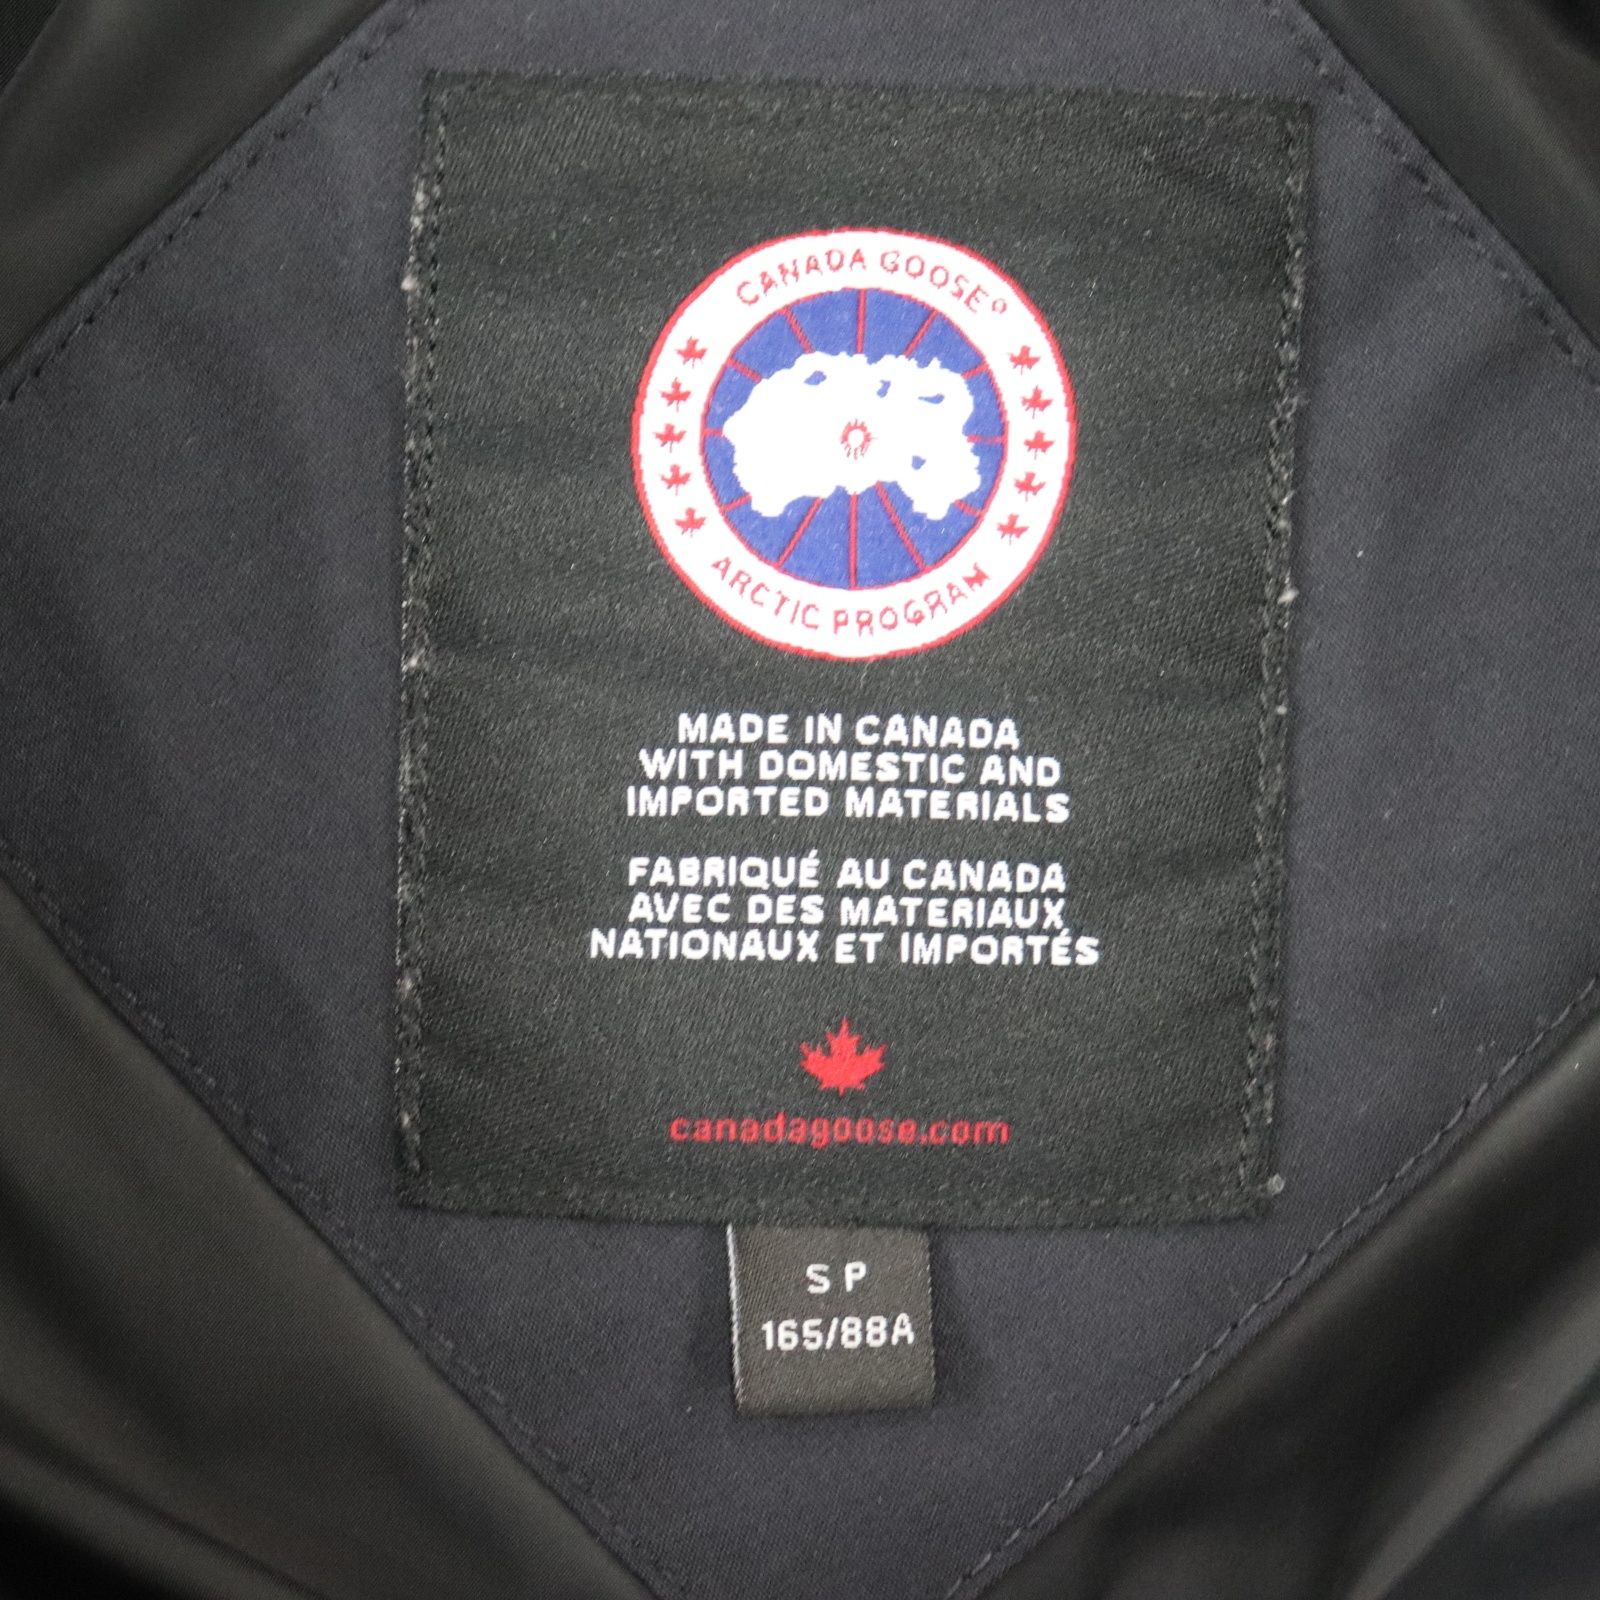 CANADA GOOSE®
ARCTIC PROGRAM
MADE IN CANADA
WITH DOMESTIC AND
IMPORTED MATERIALS
FABRIQUÉ AU CANADA
AVEC DES MATERIAUX
NATIONAUX ET IMPORTÉS
canadagoose.com
S P
165/88A